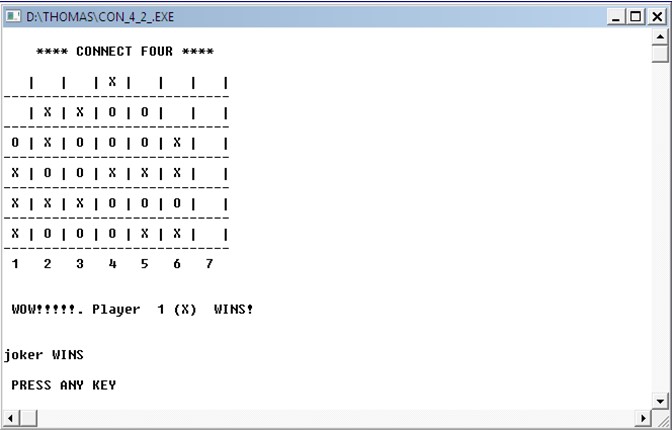 D:\THOMAS\CON_4_2_.EXE
**** CONNECT FOUR ****
| | | X | | | |
| X | X | O | O | | |
O | X | O | O | O | X | |
X | O | O | X | X | X | |
X | X | X | O | O | O | |
X | O | O | O | X | X | |
1 2 3 4 5 6 7
WOW!!!!!. Player 1 (X) WINS!
joker WINS
PRESS ANY KEY